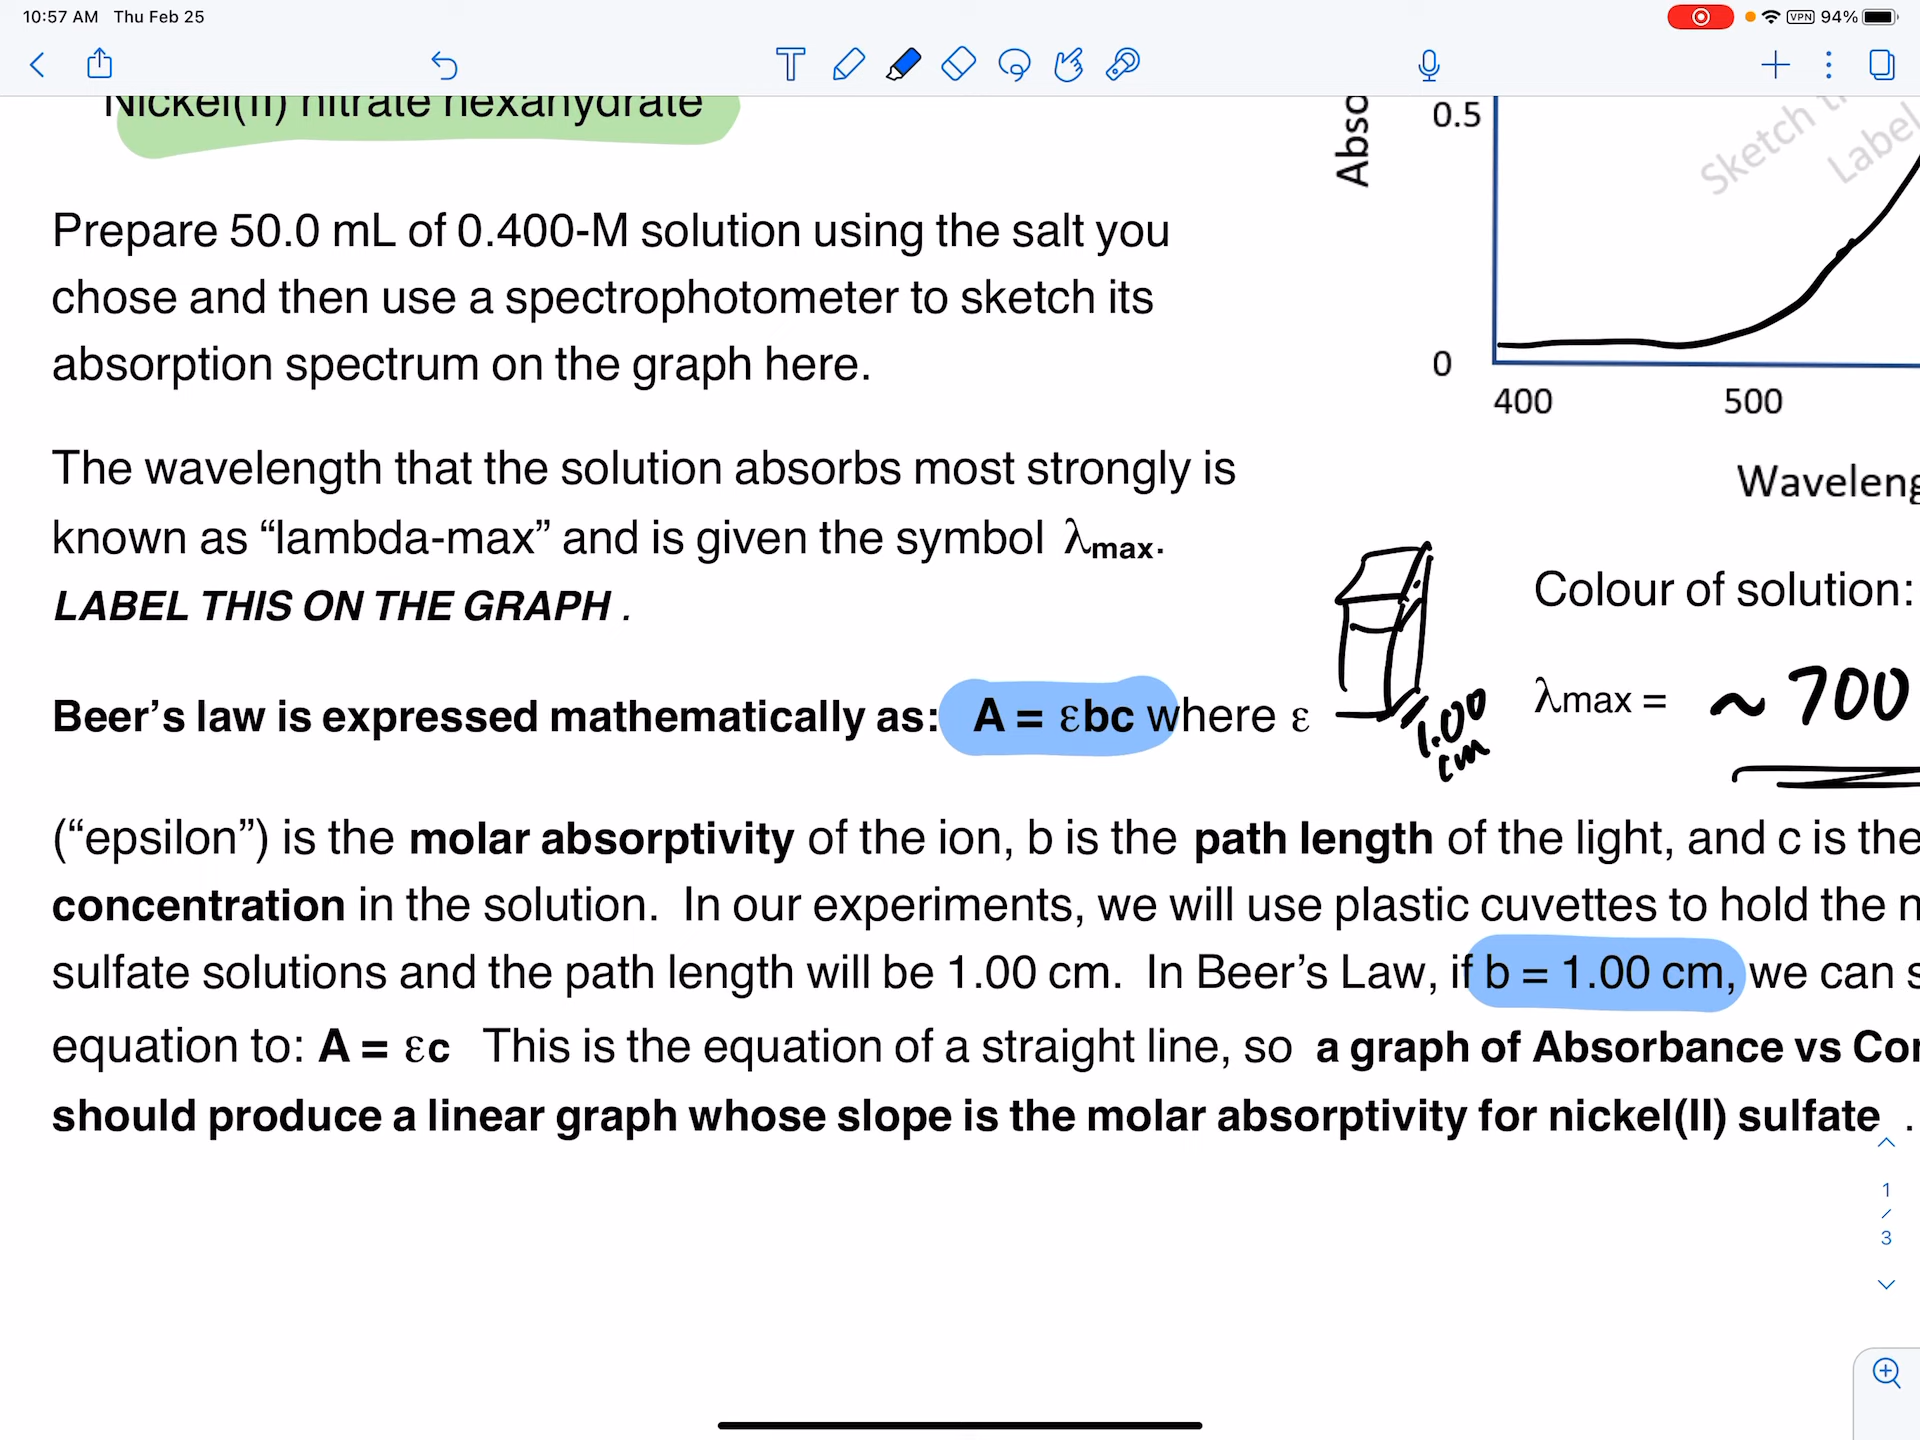 10:57 AM Thu Feb 25
VPN 94%
Nickel(II) nitrate hexahydrate
Abso
0.5
Sketch
Label
Prepare 50.0 mL of 0.400-M solution using the salt you
chose and then use a spectrophotometer to sketch its
absorption spectrum on the graph here.
0
400 500
The wavelength that the solution absorbs most strongly is
Waveleng
known as “lambda-max” and is given the symbol λmax.
LABEL THIS ON THE GRAPH .
Colour of solution:
λmax = ~ 700
Beer’s law is expressed mathematically as: A = εbc where ε
1.00
cm
(“epsilon”) is the molar absorptivity of the ion, b is the path length of the light, and c is the
concentration in the solution. In our experiments, we will use plastic cuvettes to hold the n
sulfate solutions and the path length will be 1.00 cm. In Beer’s Law, if b = 1.00 cm, we can s
equation to: A = εc This is the equation of a straight line, so a graph of Absorbance vs Con
should produce a linear graph whose slope is the molar absorptivity for nickel(II) sulfate .
1
/
3